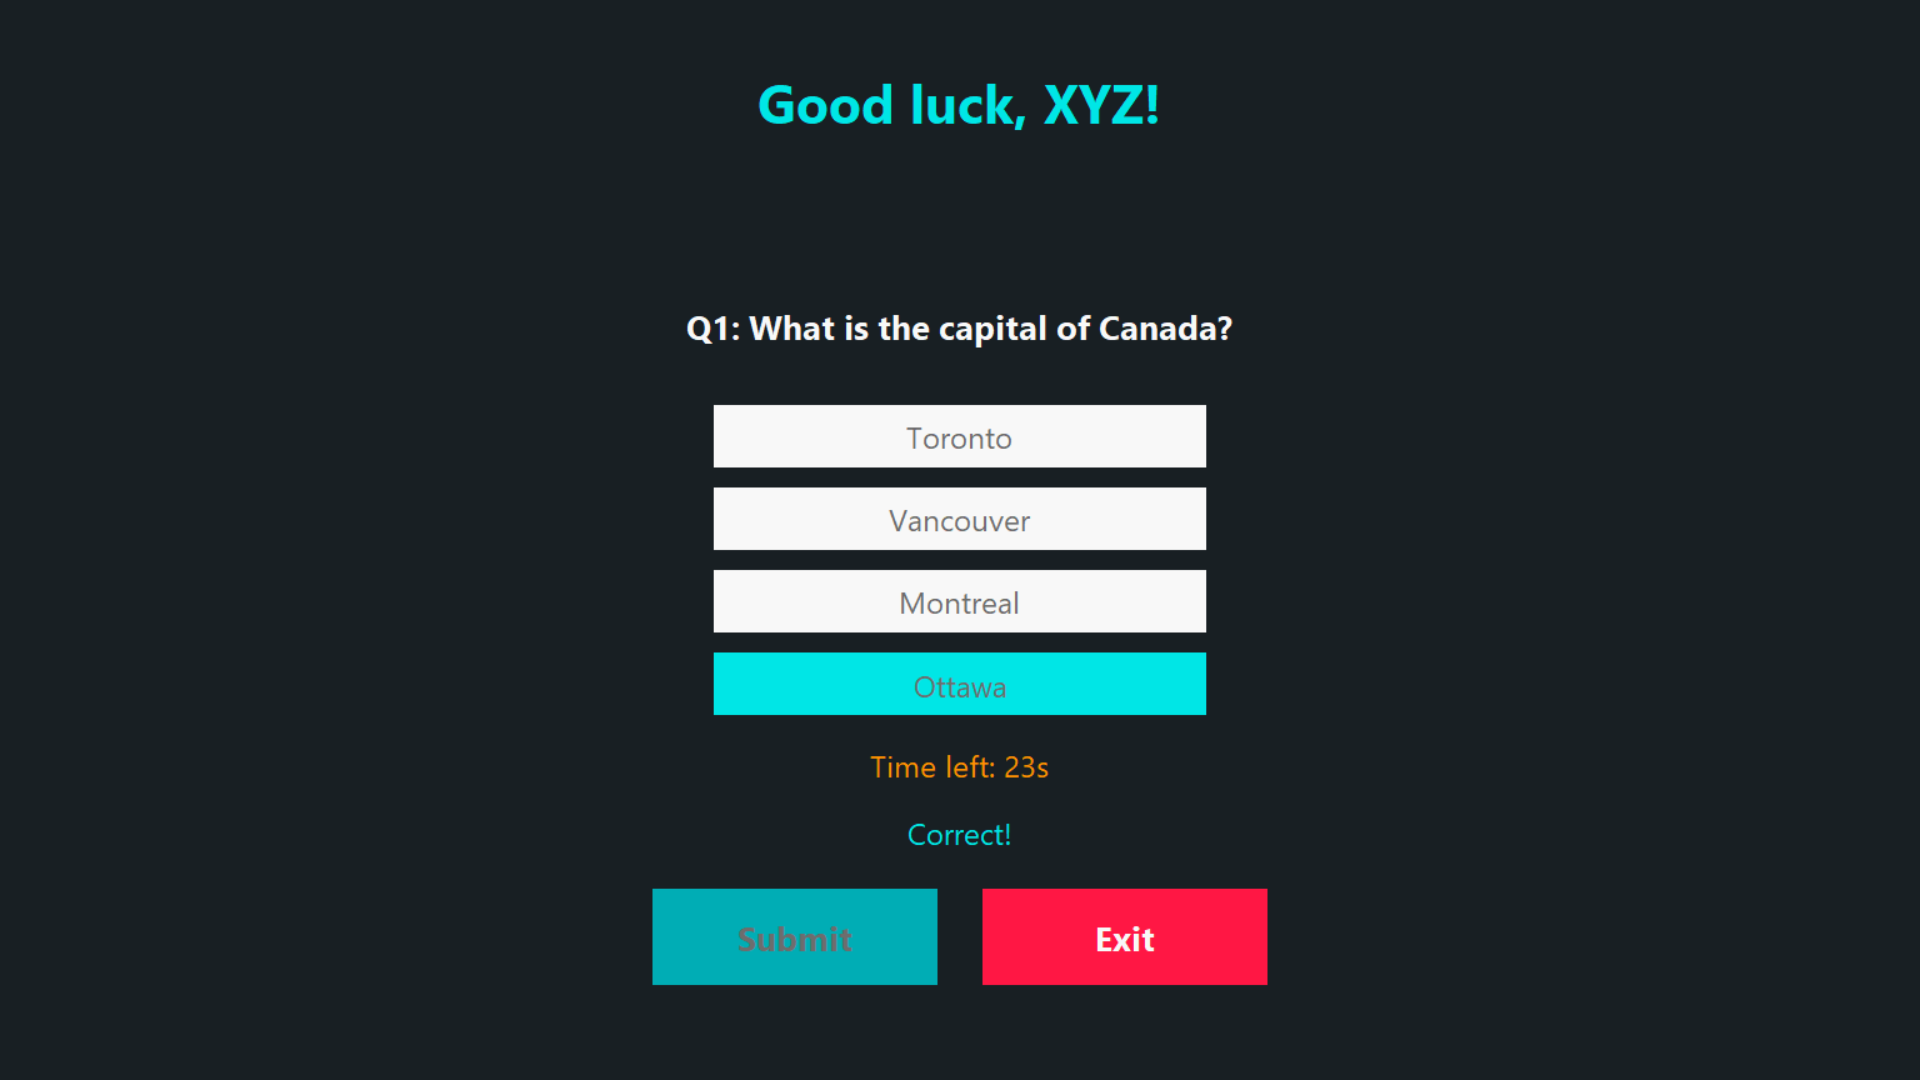 Good luck, XYZ!
Q1: What is the capital of Canada?
Toronto
Vancouver
Montreal
Ottawa
Time left: 23s
Correct!
Submit
Exit